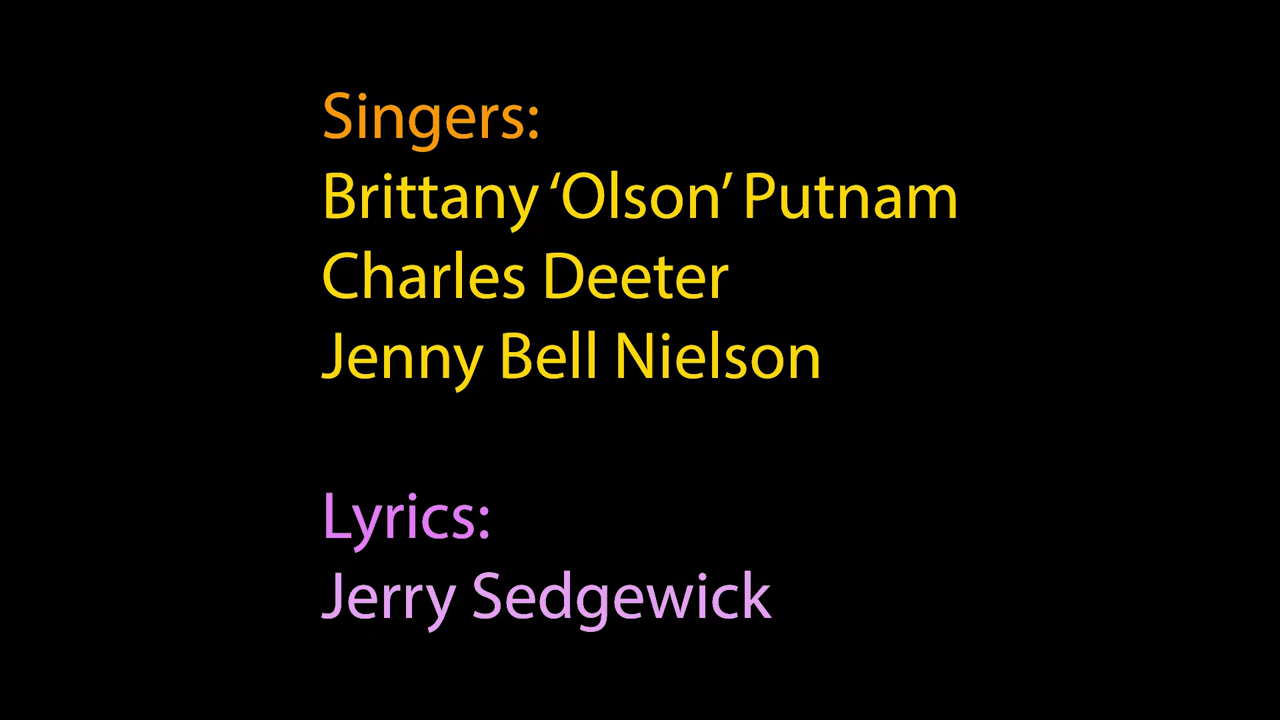 Singers:
Brittany ‘Olson’ Putnam
Charles Deeter
Jenny Bell Nielson
Lyrics:
Jerry Sedgewick